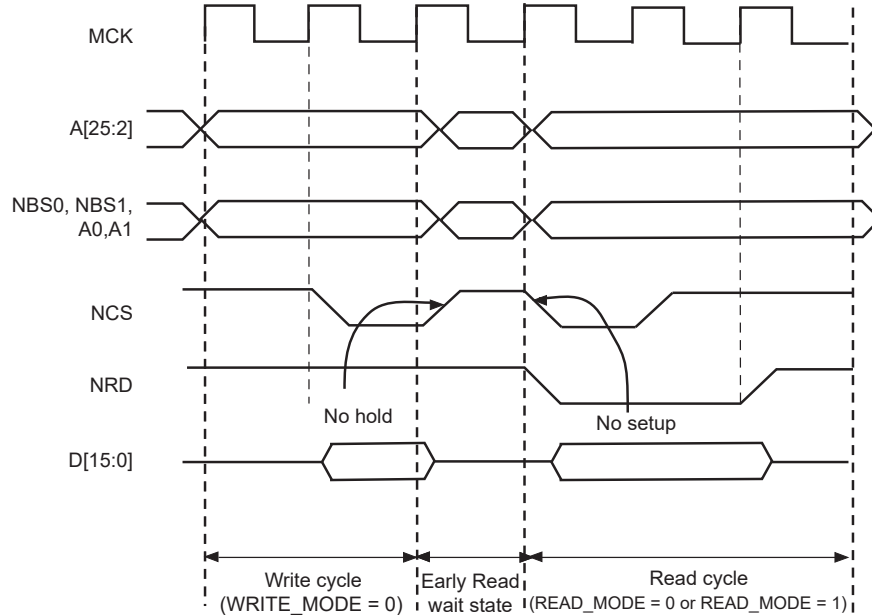 MCK
A[25:2]
NBS0, NBS1,
A0,A1
NCS
NRD
No hold
No setup
D[15:0]
Write cycle
(WRITE_MODE = 0)
Early Read
wait state
Read cycle
(READ_MODE = 0 or READ_MODE = 1)